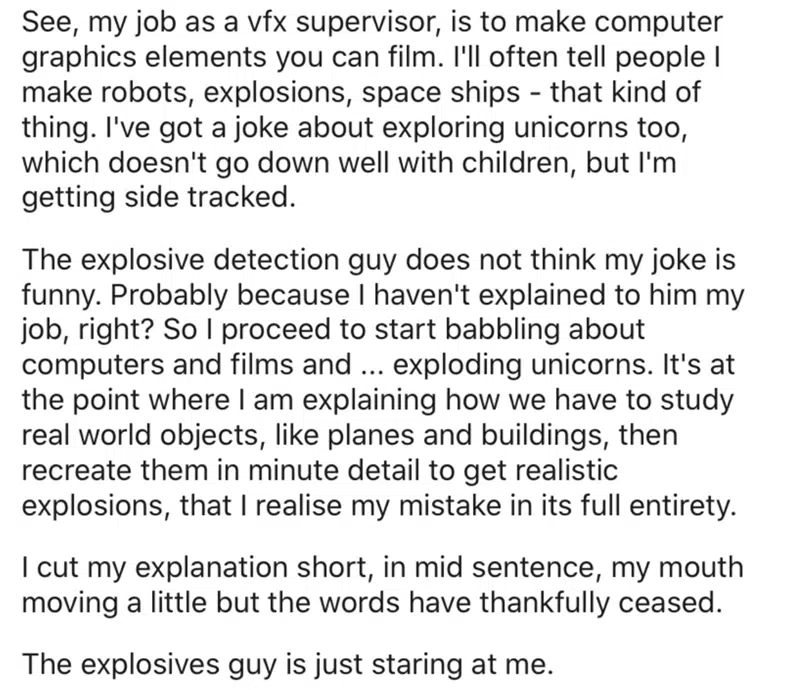 See, my job as a vfx supervisor, is to make computer
graphics elements you can film. I'll often tell people I
make robots, explosions, space ships - that kind of
thing. I've got a joke about exploring unicorns too,
which doesn't go down well with children, but I'm
getting side tracked.
The explosive detection guy does not think my joke is
funny. Probably because I haven't explained to him my
job, right? So I proceed to start babbling about
computers and films and ... exploding unicorns. It's at
the point where I am explaining how we have to study
real world objects, like planes and buildings, then
recreate them in minute detail to get realistic
explosions, that I realise my mistake in its full entirety.
I cut my explanation short, in mid sentence, my mouth
moving a little but the words have thankfully ceased.
The explosives guy is just staring at me.